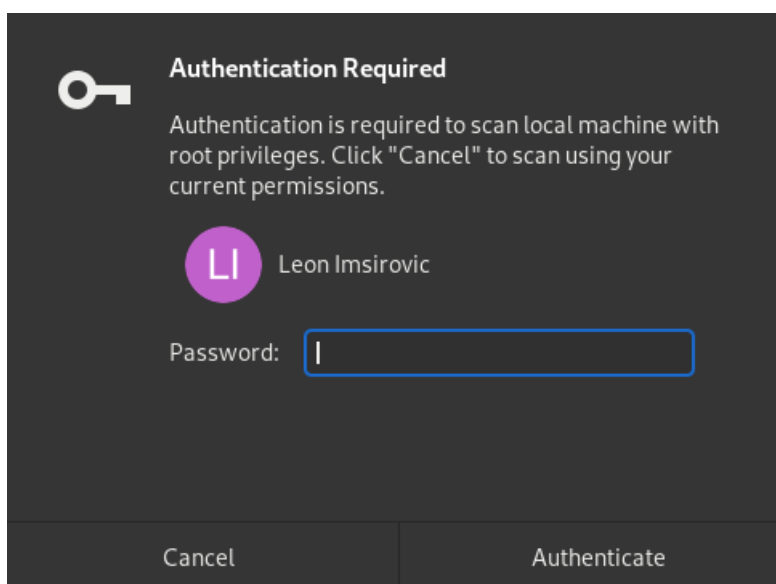 Authentication Required
Authentication is required to scan local machine with
root privileges. Click "Cancel" to scan using your
current permissions.
LI
Leon Imsirovic
Password:
Cancel
Authenticate